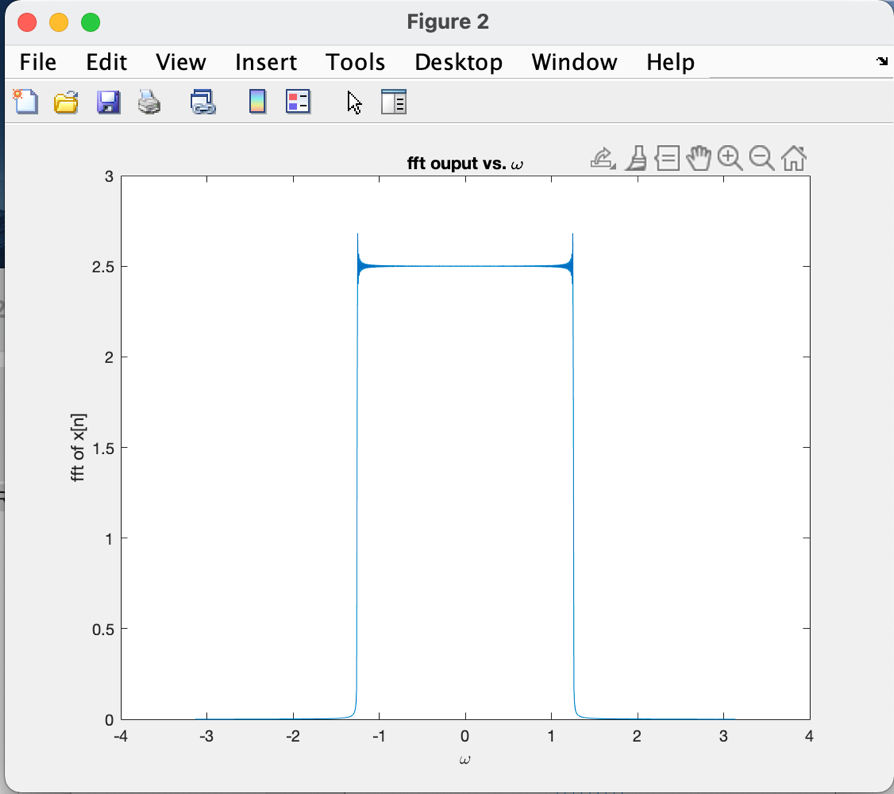 Figure 2
File Edit View Insert Tools Desktop Window Help
fft ouput vs. ω
3
2.5
2
1.5
1
0.5
0
fft of x[n]
-4 -3 -2 -1 0 1 2 3 4
ω